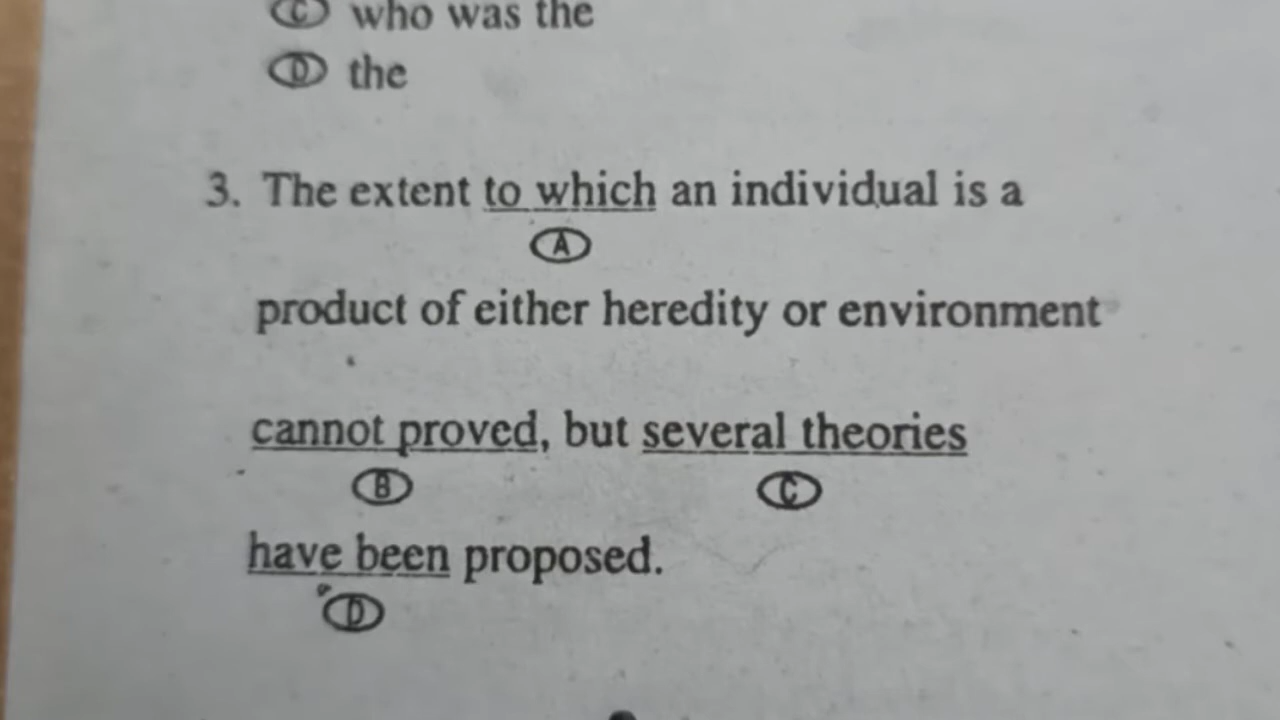 C who was the
D the
3. The extent to which an individual is a
A
product of either heredity or environment
cannot proved, but several theories
B C
have been proposed.
D